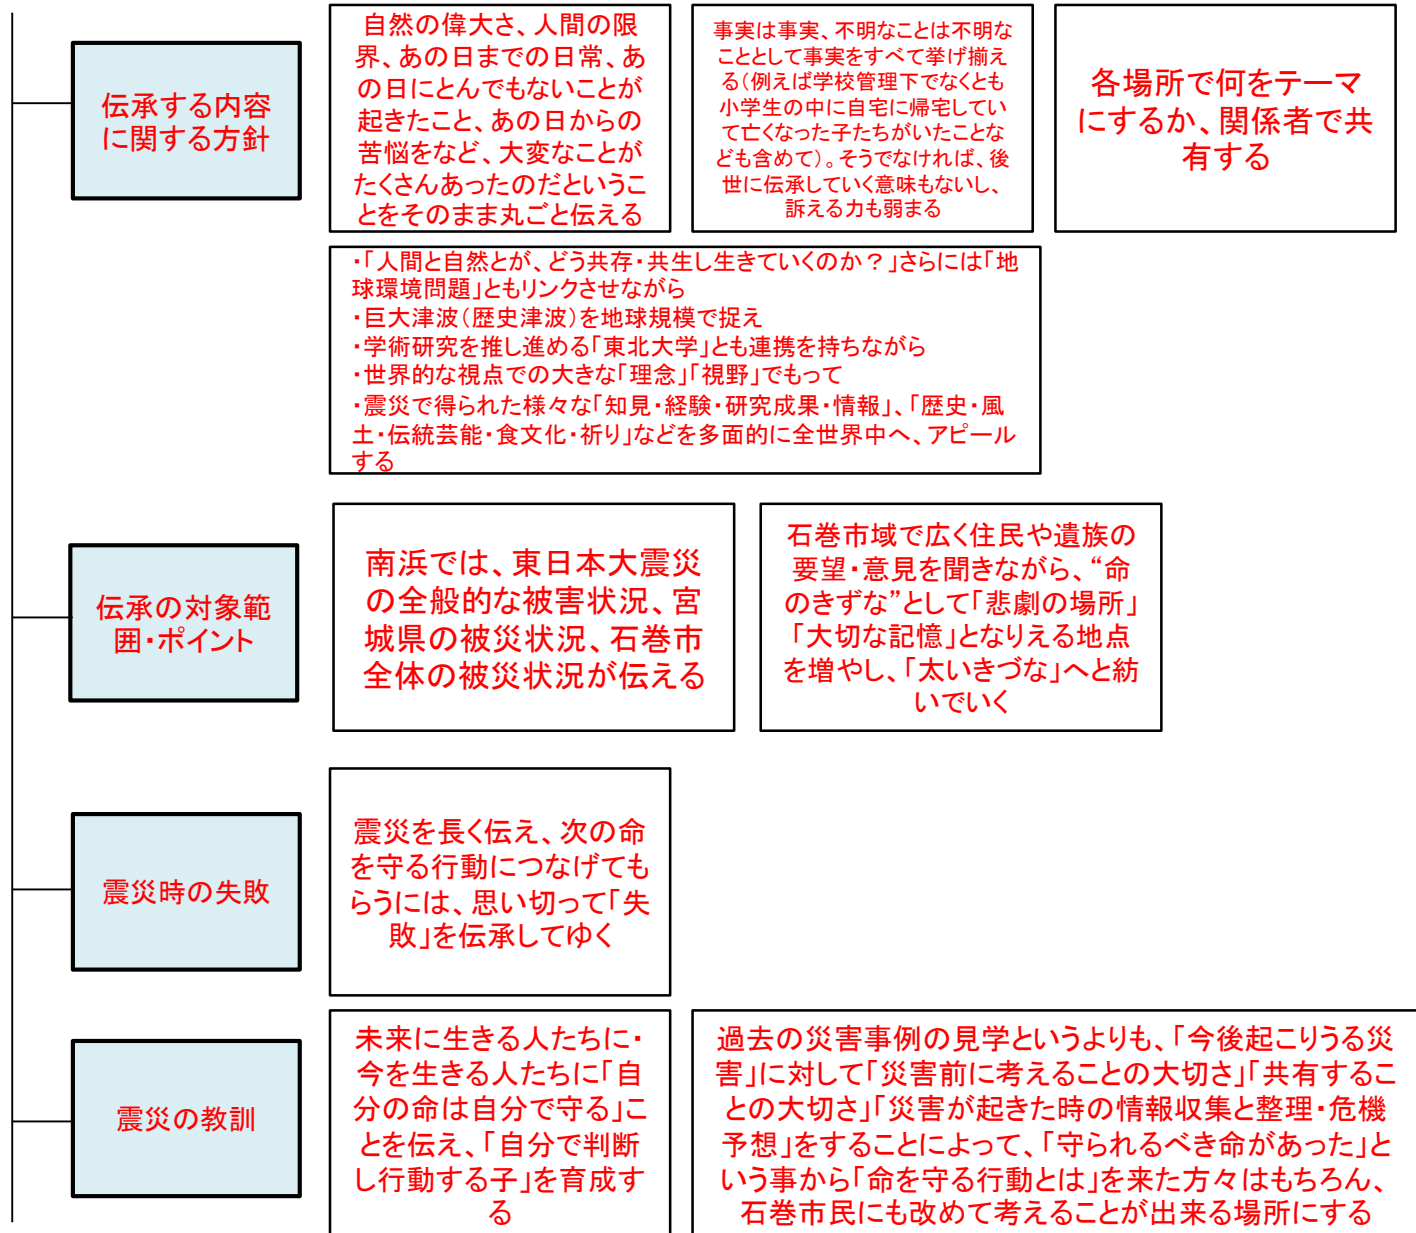 伝承する内容
に関する方針
自然の偉大さ、人間の限
界、あの日までの日常、あ
の日にとんでもないことが
起きたこと、あの日からの
苦悩をなど、大変なことが
たくさんあったのだというこ
とをそのまま丸ごと伝える
事実は事実、不明なことは不明な
こととして事実をすべて挙げ揃え
る(例えば学校管理下でなくとも
小学生の中に自宅に帰宅してい
て亡くなった子たちがいたことな
ども含めて)。そうでなければ、後
世に伝承していく意味もないし、
訴える力も弱まる
各場所で何をテーマ
にするか、関係者で共
有する
・「人間と自然とが、どう共存・共生し生きていくのか？」さらには「地
球環境問題」ともリンクさせながら
・巨大津波(歴史津波)を地球規模で捉え
・学術研究を推し進める「東北大学」とも連携を持ちながら
・世界的な視点での大きな「理念」「視野」でもって
・震災で得られた様々な「知見・経験・研究成果・情報」、「歴史・風
土・伝統芸能・食文化・祈り」などを多面的に全世界中へ、アピール
する
伝承の対象範
囲・ポイント
南浜では、東日本大震災
の全般的な被害状況、宮
城県の被災状況、石巻市
全体の被災状況が伝える
石巻市域で広く住民や遺族の
要望・意見を聞きながら、“命
のきずな”として「悲劇の場所」
「大切な記憶」となりえる地点
を増やし、「太いきづな」へと紡
いでいく
震災時の失敗
震災を長く伝え、次の命
を守る行動につなげても
らうには、思い切って「失
敗」を伝承してゆく
震災の教訓
未来に生きる人たちに・
今を生きる人たちに「自
分の命は自分で守る」こ
とを伝え、「自分で判断
し行動する子」を育成す
る
過去の災害事例の見学というよりも、「今後起こりうる災
害」に対して「災害前に考えることの大切さ」「共有するこ
との大切さ」「災害が起きた時の情報収集と整理・危機
予想」をすることによって、「守られるべき命があった」と
いう事から「命を守る行動とは」を来た方々はもちろん、
石巻市民にも改めて考えることが出来る場所にする